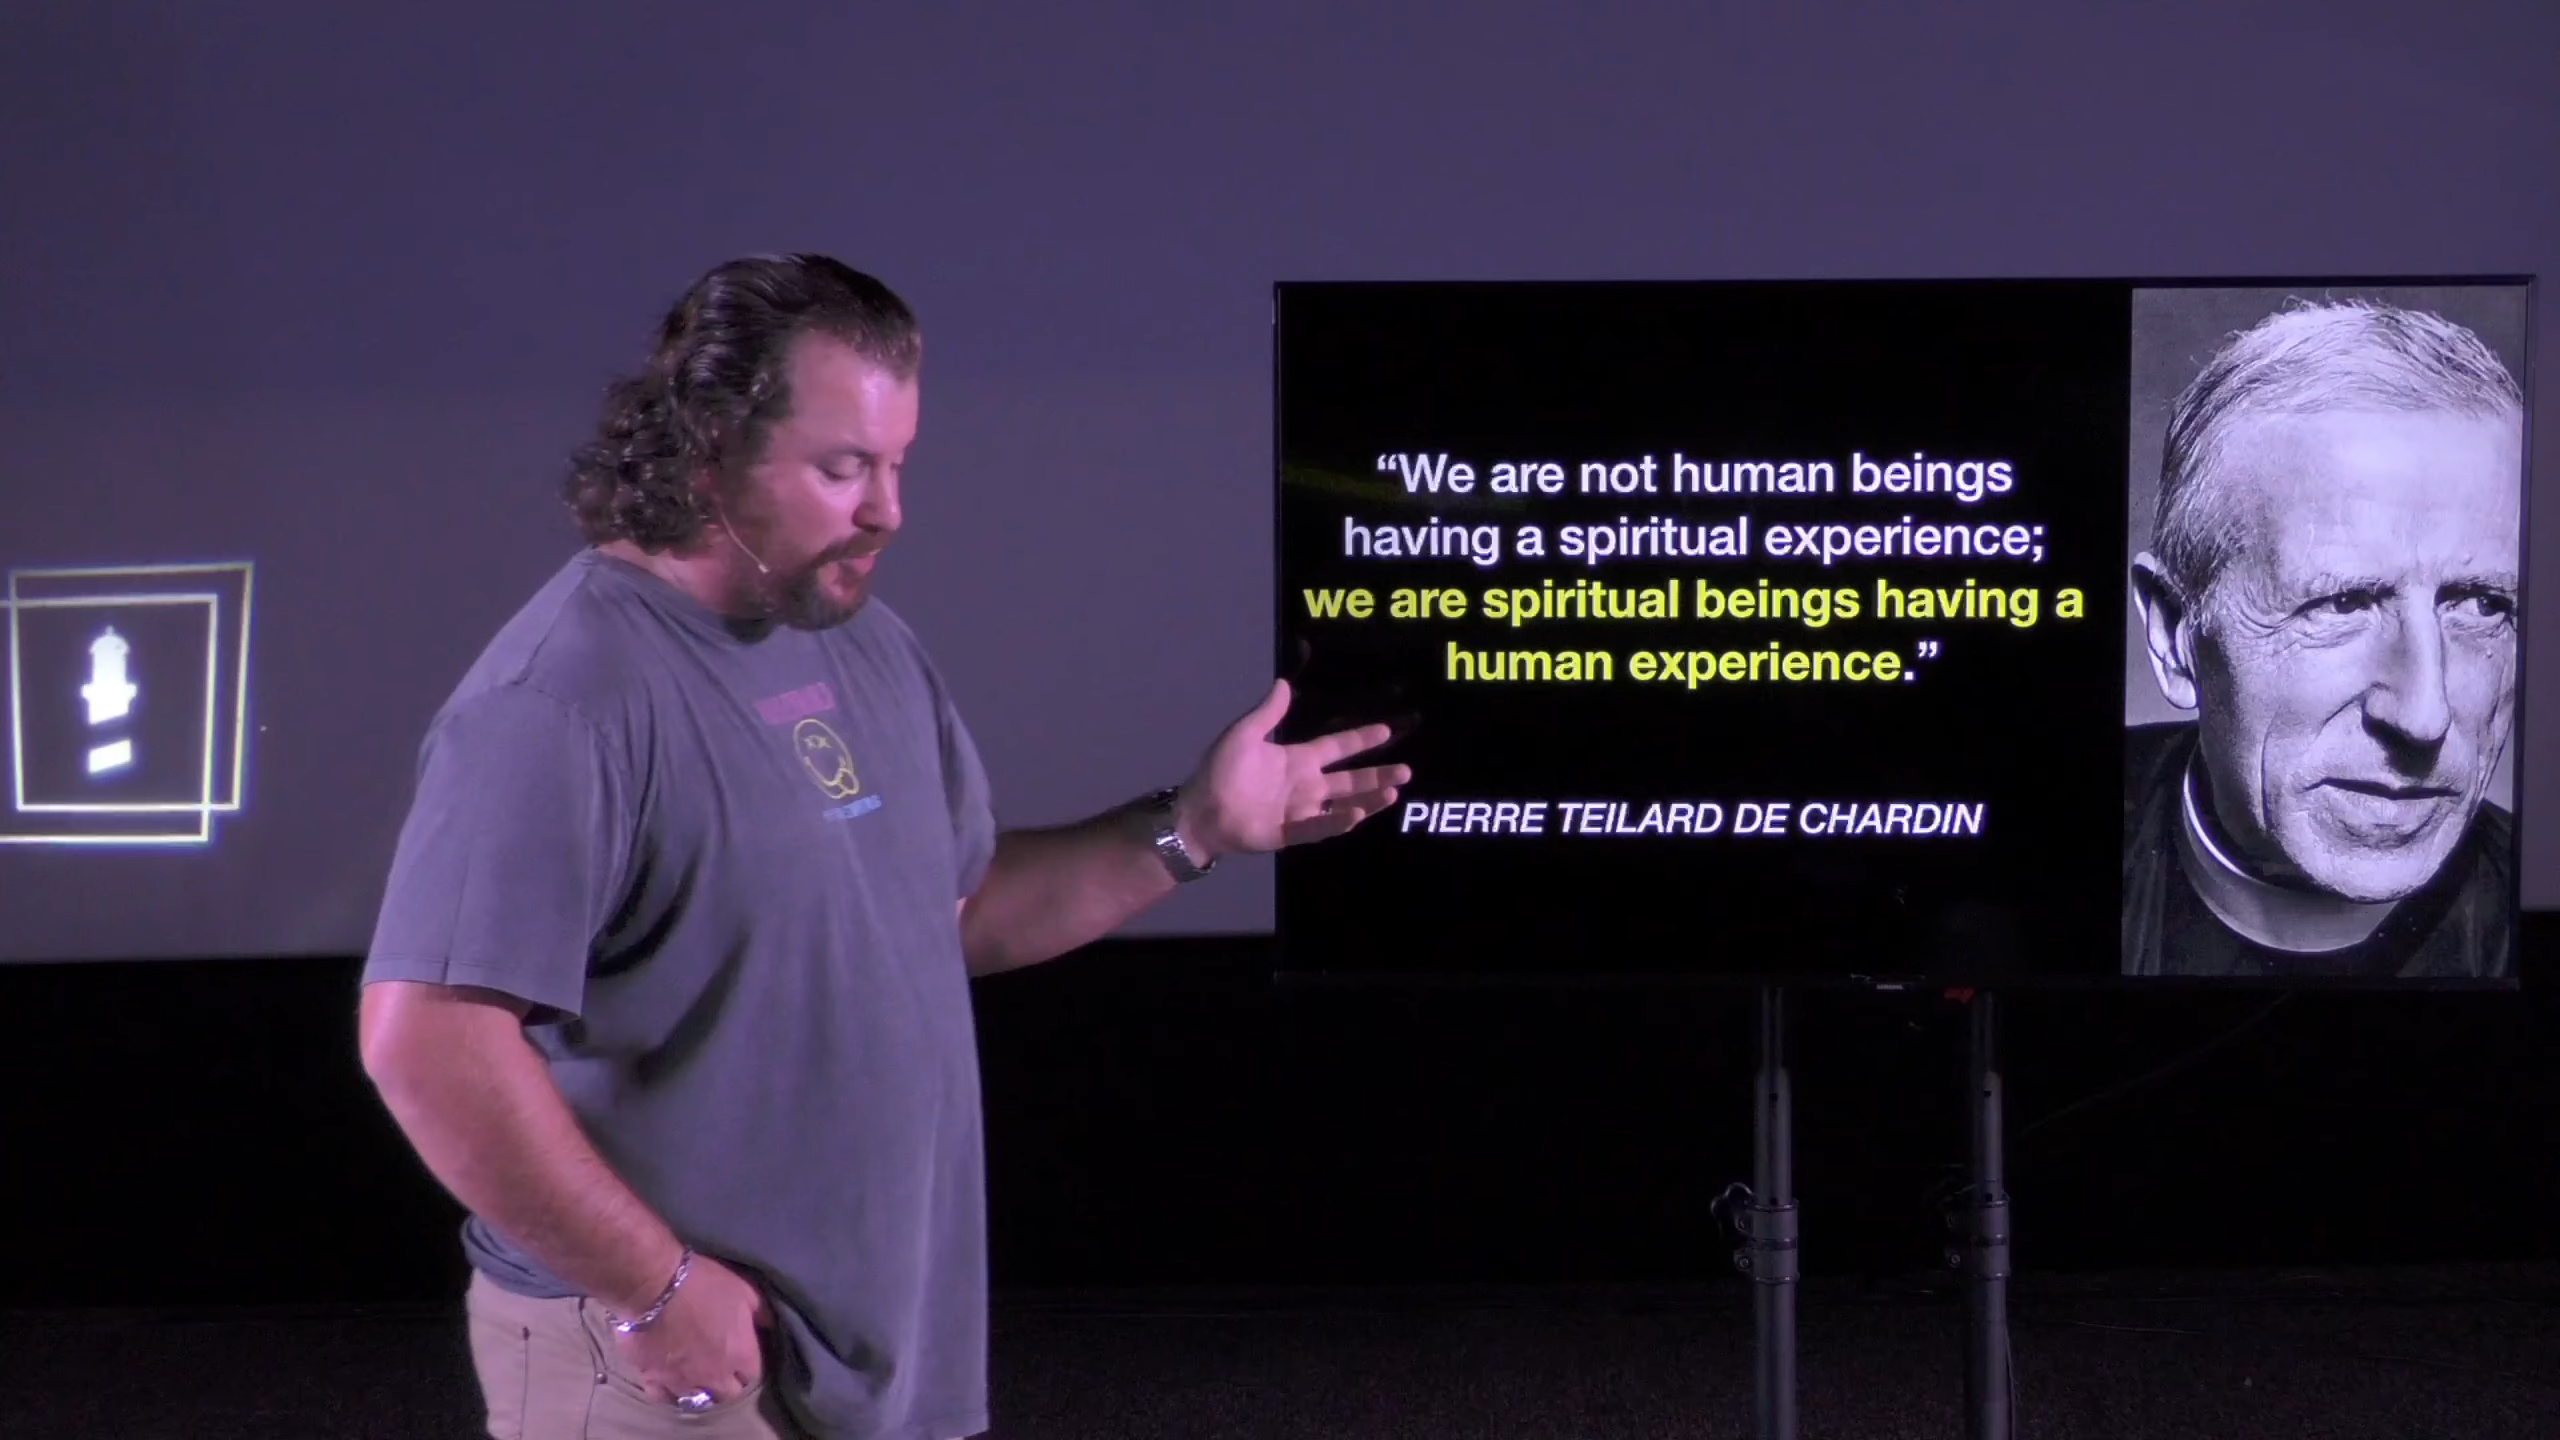 “We are not human beings
having a spiritual experience;
we are spiritual beings having a
human experience.”
PIERRE TEILARD DE CHARDIN